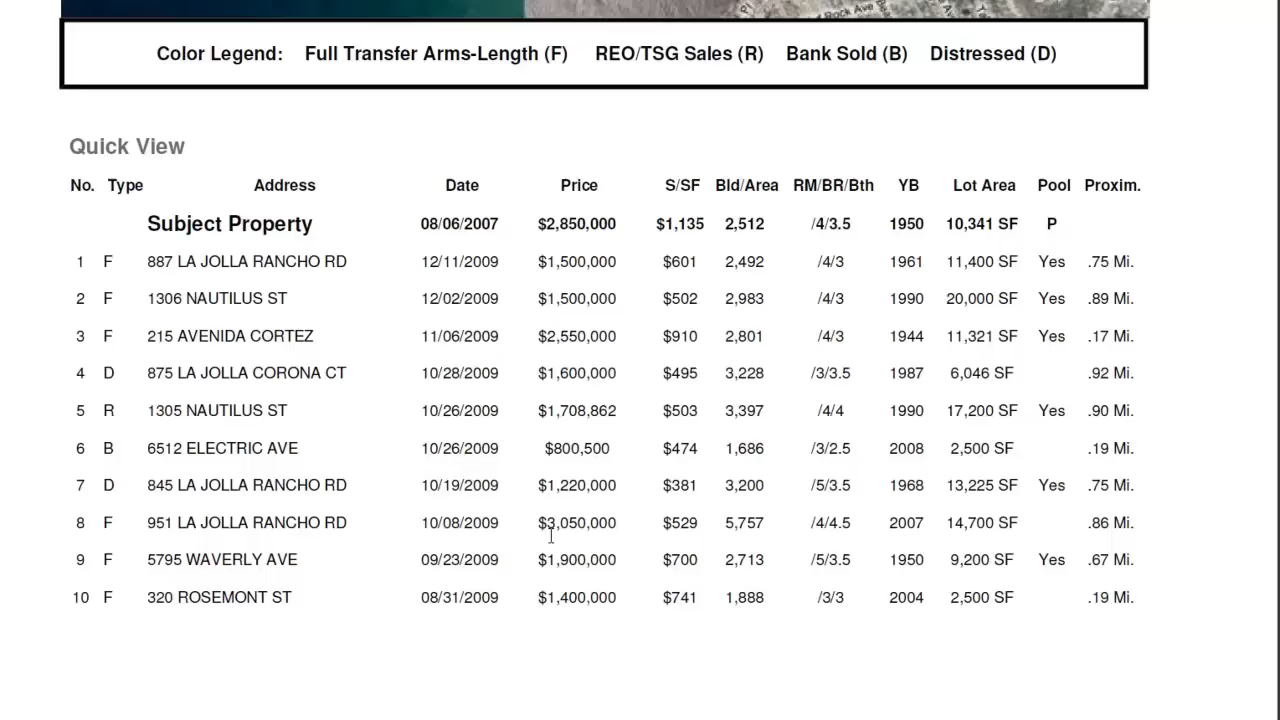 Rock Ave
Color Legend: Full Transfer Arms-Length (F) REO/TSG Sales (R) Bank Sold (B) Distressed (D)
Quick View
No. Type Address Date Price S/SF Bld/Area RM/BR/Bth YB Lot Area Pool Proxim.
Subject Property 08/06/2007 $2,850,000 $1,135 2,512 /4/3.5 1950 10,341 SF P
1 F 887 LA JOLLA RANCHO RD 12/11/2009 $1,500,000 $601 2,492 /4/3 1961 11,400 SF Yes .75 Mi.
2 F 1306 NAUTILUS ST 12/02/2009 $1,500,000 $502 2,983 /4/3 1990 20,000 SF Yes .89 Mi.
3 F 215 AVENIDA CORTEZ 11/06/2009 $2,550,000 $910 2,801 /4/3 1944 11,321 SF Yes .17 Mi.
4 D 875 LA JOLLA CORONA CT 10/28/2009 $1,600,000 $495 3,228 /3/3.5 1987 6,046 SF .92 Mi.
5 R 1305 NAUTILUS ST 10/26/2009 $1,708,862 $503 3,397 /4/4 1990 17,200 SF Yes .90 Mi.
6 B 6512 ELECTRIC AVE 10/26/2009 $800,500 $474 1,686 /3/2.5 2008 2,500 SF .19 Mi.
7 D 845 LA JOLLA RANCHO RD 10/19/2009 $1,220,000 $381 3,200 /5/3.5 1968 13,225 SF Yes .75 Mi.
8 F 951 LA JOLLA RANCHO RD 10/08/2009 $3,050,000 $529 5,757 /4/4.5 2007 14,700 SF .86 Mi.
9 F 5795 WAVERLY AVE 09/23/2009 $1,900,000 $700 2,713 /5/3.5 1950 9,200 SF Yes .67 Mi.
10 F 320 ROSEMONT ST 08/31/2009 $1,400,000 $741 1,888 /3/3 2004 2,500 SF .19 Mi.